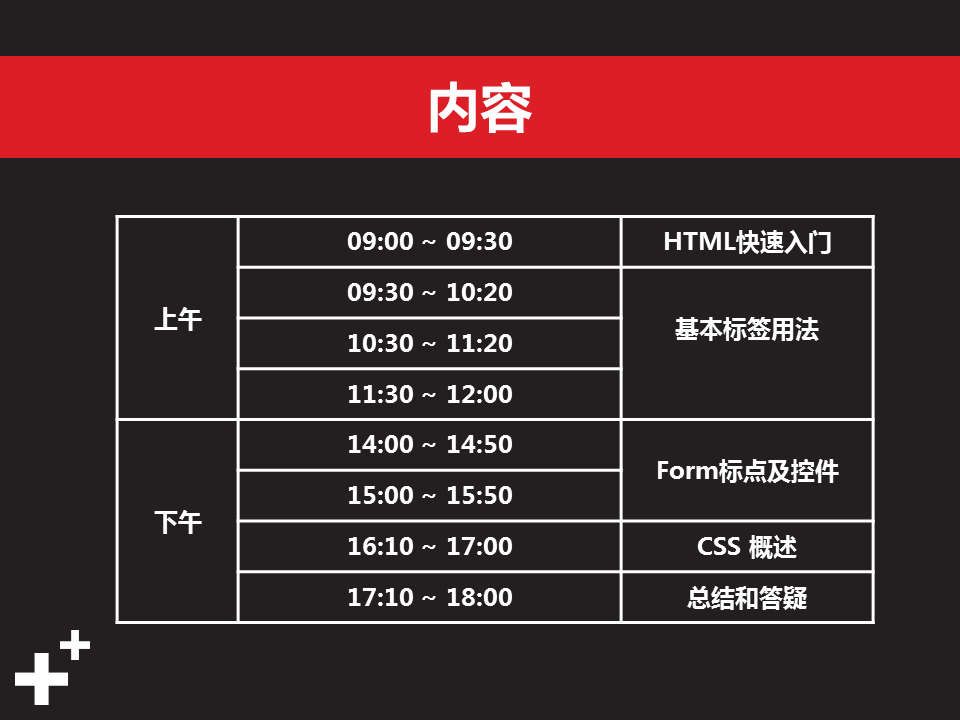 内容
上午
09:00 ~ 09:30
HTML快速入门
09:30 ~ 10:20
基本标签用法
10:30 ~ 11:20
11:30 ~ 12:00
下午
14:00 ~ 14:50
Form标点及控件
15:00 ~ 15:50
16:10 ~ 17:00
CSS 概述
17:10 ~ 18:00
总结和答疑